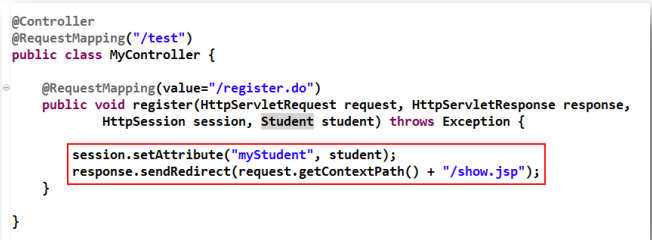 @Controller
@RequestMapping("/test")
public class MyController {
@RequestMapping(value="/register.do")
public void register(HttpServletRequest request, HttpServletResponse response,
HttpSession session, Student student) throws Exception {
session.setAttribute("myStudent", student);
response.sendRedirect(request.getContextPath() + "/show.jsp");
}
}